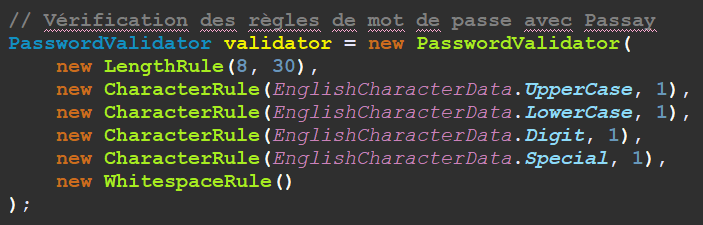 // Vérification des règles de mot de passe avec Passay
PasswordValidator validator = new PasswordValidator(
    new LengthRule(8, 30),
    new CharacterRule(EnglishCharacterData.UpperCase, 1),
    new CharacterRule(EnglishCharacterData.LowerCase, 1),
    new CharacterRule(EnglishCharacterData.Digit, 1),
    new CharacterRule(EnglishCharacterData.Special, 1),
    new WhitespaceRule()
);